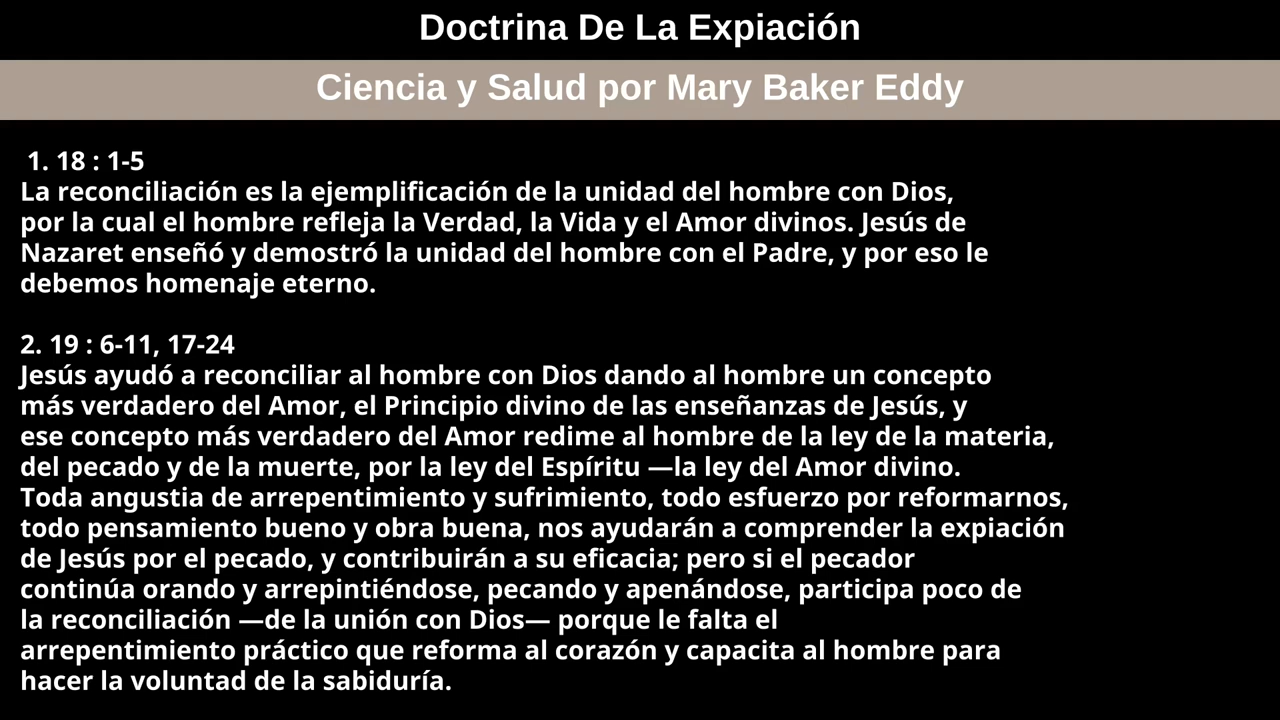 Doctrina De La Expiación
Ciencia y Salud por Mary Baker Eddy
1. 18 : 1-5
La reconciliación es la ejemplificación de la unidad del hombre con Dios,
por la cual el hombre refleja la Verdad, la Vida y el Amor divinos. Jesús de
Nazaret enseñó y demostró la unidad del hombre con el Padre, y por eso le
debemos homenaje eterno.
2. 19 : 6-11, 17-24
Jesús ayudó a reconciliar al hombre con Dios dando al hombre un concepto
más verdadero del Amor, el Principio divino de las enseñanzas de Jesús, y
ese concepto más verdadero del Amor redime al hombre de la ley de la materia,
del pecado y de la muerte, por la ley del Espíritu —la ley del Amor divino.
Toda angustia de arrepentimiento y sufrimiento, todo esfuerzo por reformarnos,
todo pensamiento bueno y obra buena, nos ayudarán a comprender la expiación
de Jesús por el pecado, y contribuirán a su eficacia; pero si el pecador
continúa orando y arrepintiéndose, pecando y apenándose, participa poco de
la reconciliación —de la unión con Dios— porque le falta el
arrepentimiento práctico que reforma al corazón y capacita al hombre para
hacer la voluntad de la sabiduría.